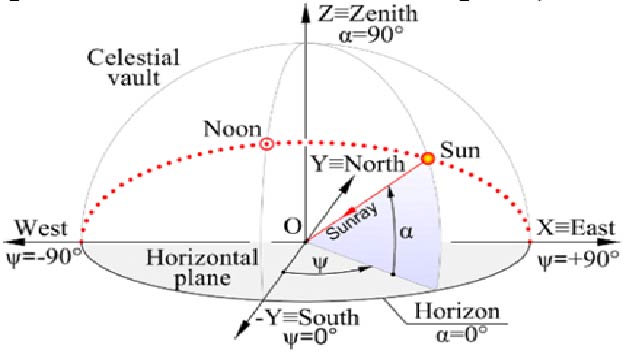 Z≡Zenith
α=90°
Celestial
vault
Noon
Y≡North
Sun
O
Sunray
α
West
ψ=-90°
X≡East
ψ=+90°
Horizontal
plane
ψ
-Y≡South
ψ=0°
Horizon
α=0°